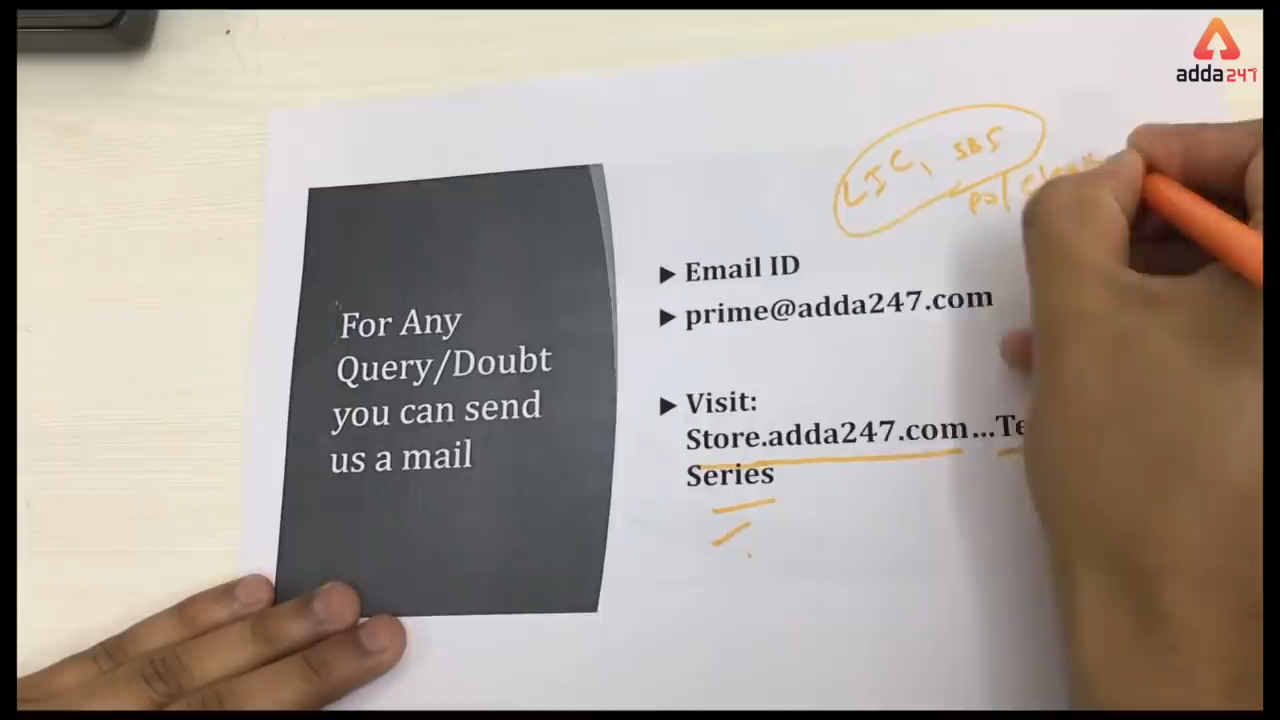 adda247
LIC, SBI
po/
Email ID
prime@adda247.com
For Any
Query/Doubt
you can send
us a mail
Visit:
Store.adda247.com...Te
Series